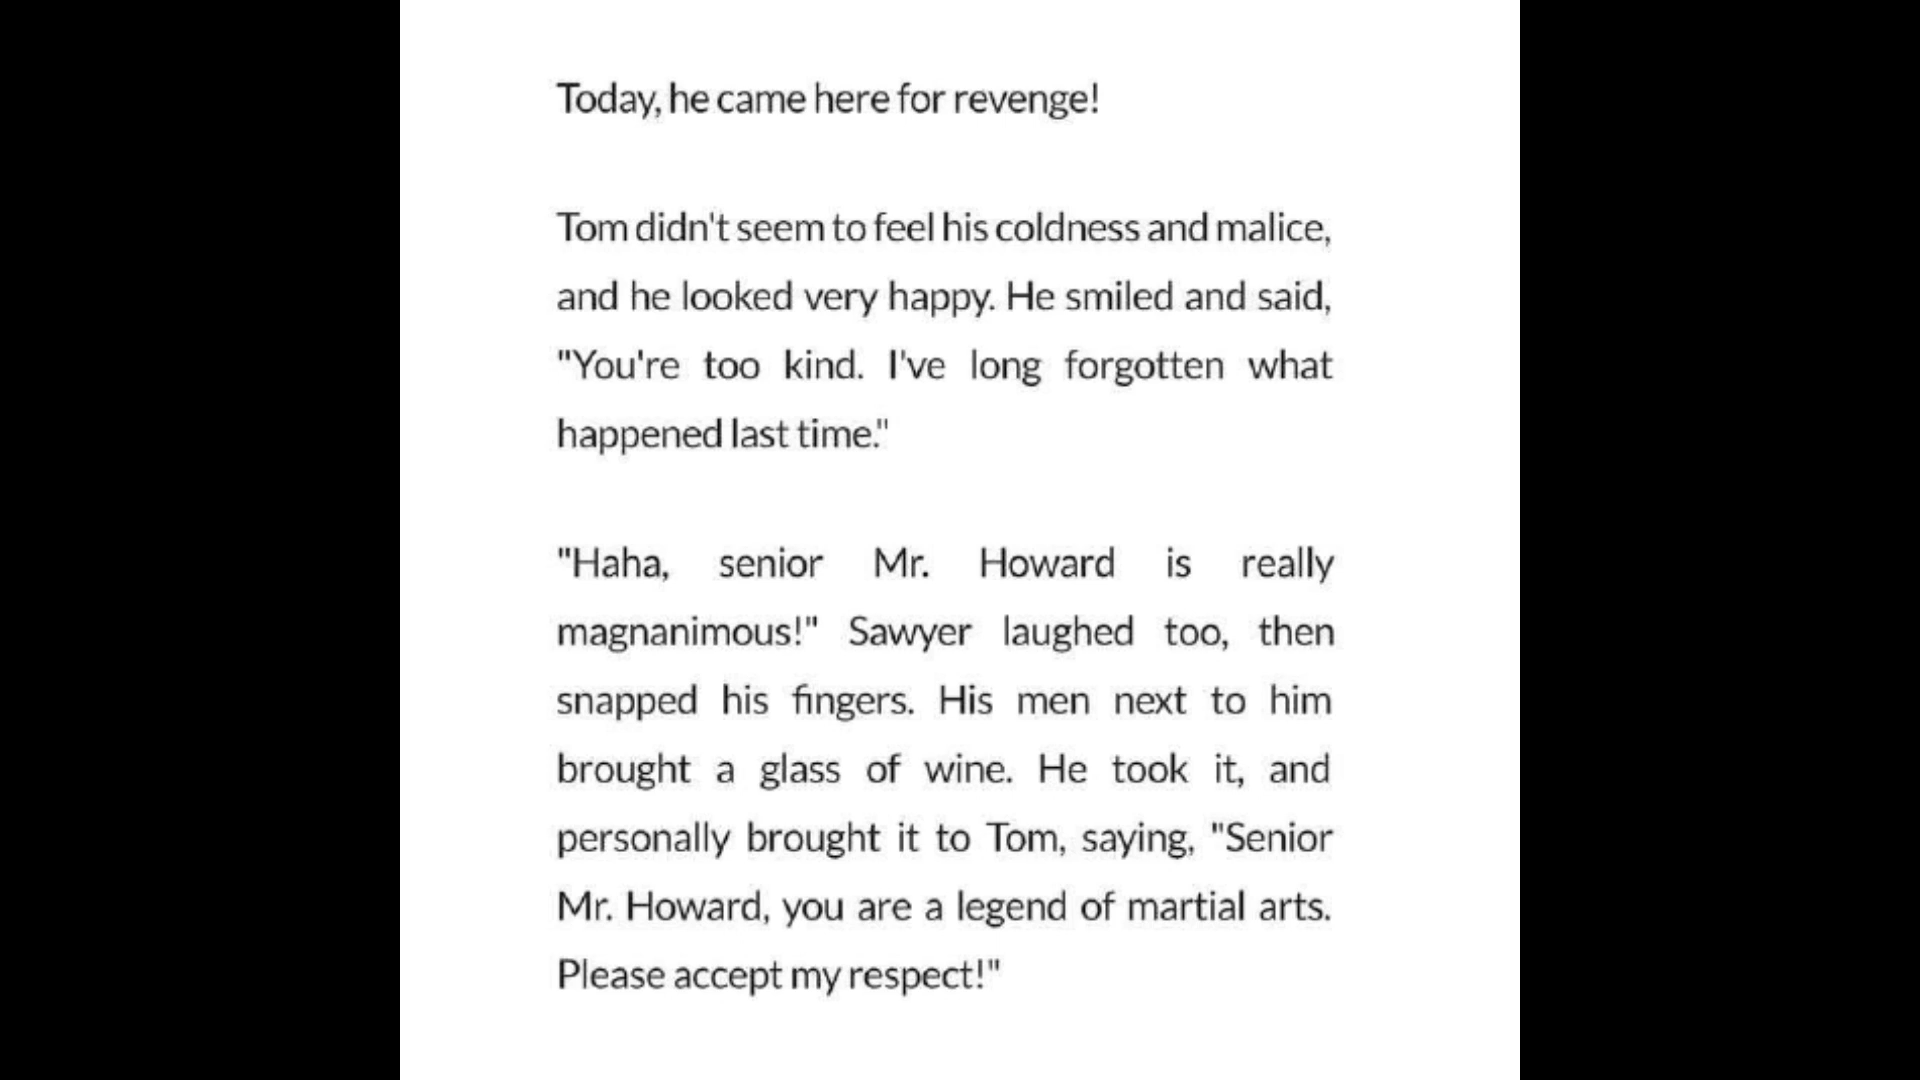 Today, he came here for revenge!
Tom didn't seem to feel his coldness and malice,
and he looked very happy. He smiled and said,
"You're too kind. I've long forgotten what
happened last time."
"Haha, senior Mr. Howard is really
magnanimous!" Sawyer laughed too, then
snapped his fingers. His men next to him
brought a glass of wine. He took it, and
personally brought it to Tom, saying, "Senior
Mr. Howard, you are a legend of martial arts.
Please accept my respect!"